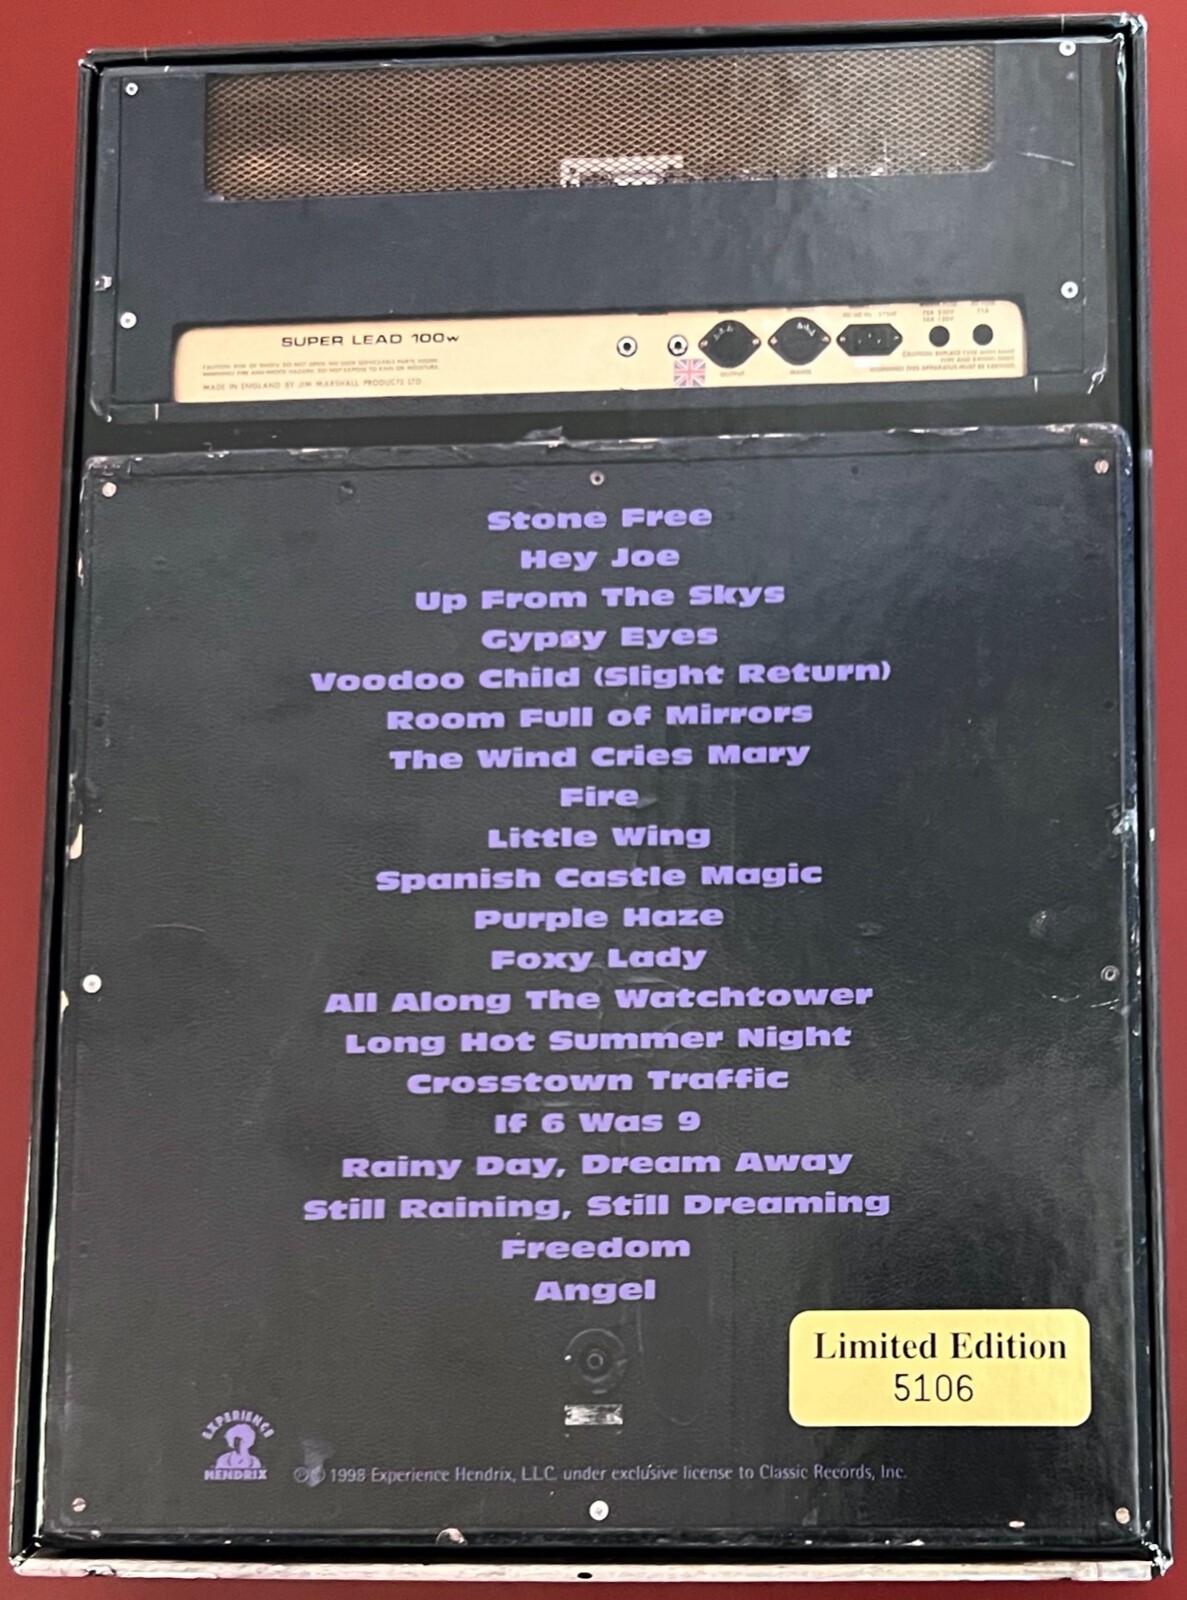 SUPER LEAD 100w
MADE IN ENGLAND BY JIM MARSHALL PRODUCTS LTD
OUTPUT
MAINS
Stone Free
Hey Joe
Up From The Skys
Gypsy Eyes
Voodoo Child (Slight Return)
Room Full of Mirrors
The Wind Cries Mary
Fire
Little Wing
Spanish Castle Magic
Purple Haze
Foxy Lady
All Along The Watchtower
Long Hot Summer Night
Crosstown Traffic
If 6 Was 9
Rainy Day, Dream Away
Still Raining, Still Dreaming
Freedom
Angel
Limited Edition
5106
EXPERIENCE
HENDRIX
℗© 1998 Experience Hendrix, L.L.C. under exclusive license to Classic Records, Inc.